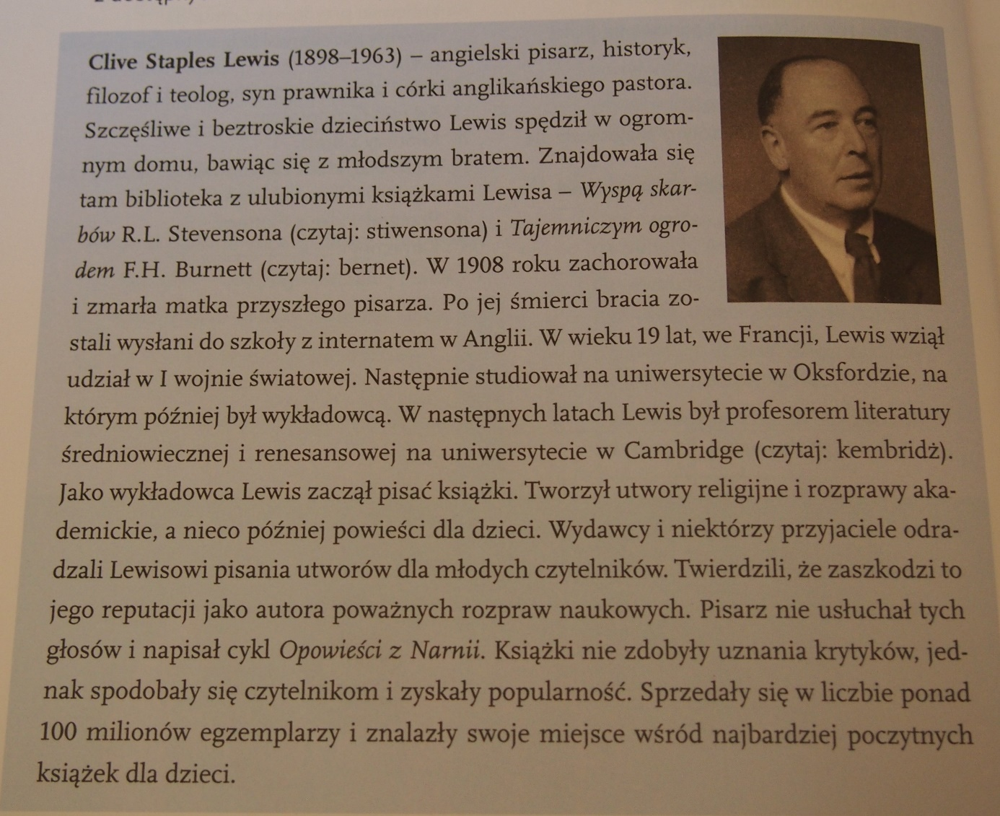 Clive Staples Lewis (1898–1963) – angielski pisarz, historyk,
filozof i teolog, syn prawnika i córki anglikańskiego pastora.
Szczęśliwe i beztroskie dzieciństwo Lewis spędził w ogrom-
nym domu, bawiąc się z młodszym bratem. Znajdowała się
tam biblioteka z ulubionymi książkami Lewisa – Wyspą skar-
bów R.L. Stevensona (czytaj: stiwensona) i Tajemniczym ogro-
dem F.H. Burnett (czytaj: bernet). W 1908 roku zachorowała
i zmarła matka przyszłego pisarza. Po jej śmierci bracia zo-
stali wysłani do szkoły z internatem w Anglii. W wieku 19 lat, we Francji, Lewis wziął
udział w I wojnie światowej. Następnie studiował na uniwersytecie w Oksfordzie, na
którym później był wykładowcą. W następnych latach Lewis był profesorem literatury
średniowiecznej i renesansowej na uniwersytecie w Cambridge (czytaj: kembridż).
Jako wykładowca Lewis zaczął pisać książki. Tworzył utwory religijne i rozprawy aka-
demickie, a nieco później powieści dla dzieci. Wydawcy i niektórzy przyjaciele odra-
dzali Lewisowi pisania utworów dla młodych czytelników. Twierdzili, że zaszkodzi to
jego reputacji jako autora poważnych rozpraw naukowych. Pisarz nie usłuchał tych
głosów i napisał cykl Opowieści z Narnii. Książki nie zdobyły uznania krytyków, jed-
nak spodobały się czytelnikom i zyskały popularność. Sprzedały się w liczbie ponad
100 milionów egzemplarzy i znalazły swoje miejsce wśród najbardziej poczytnych
książek dla dzieci.